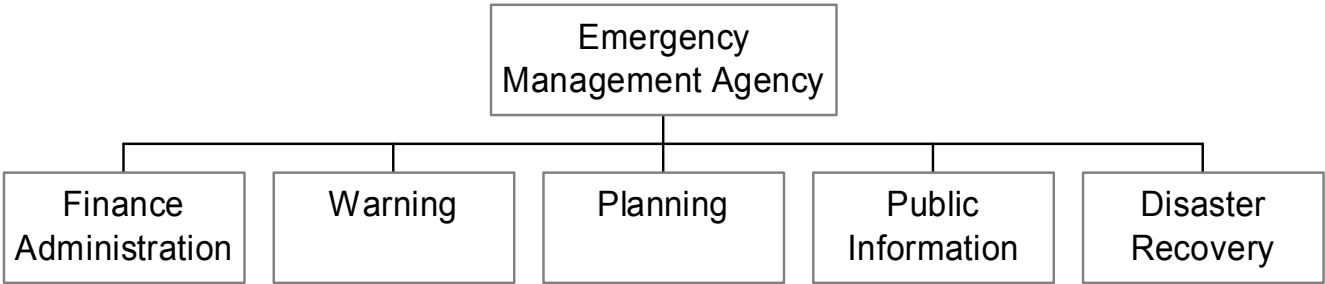 Emergency
Management Agency
Finance
Administration
Warning
Planning
Public
Information
Disaster
Recovery